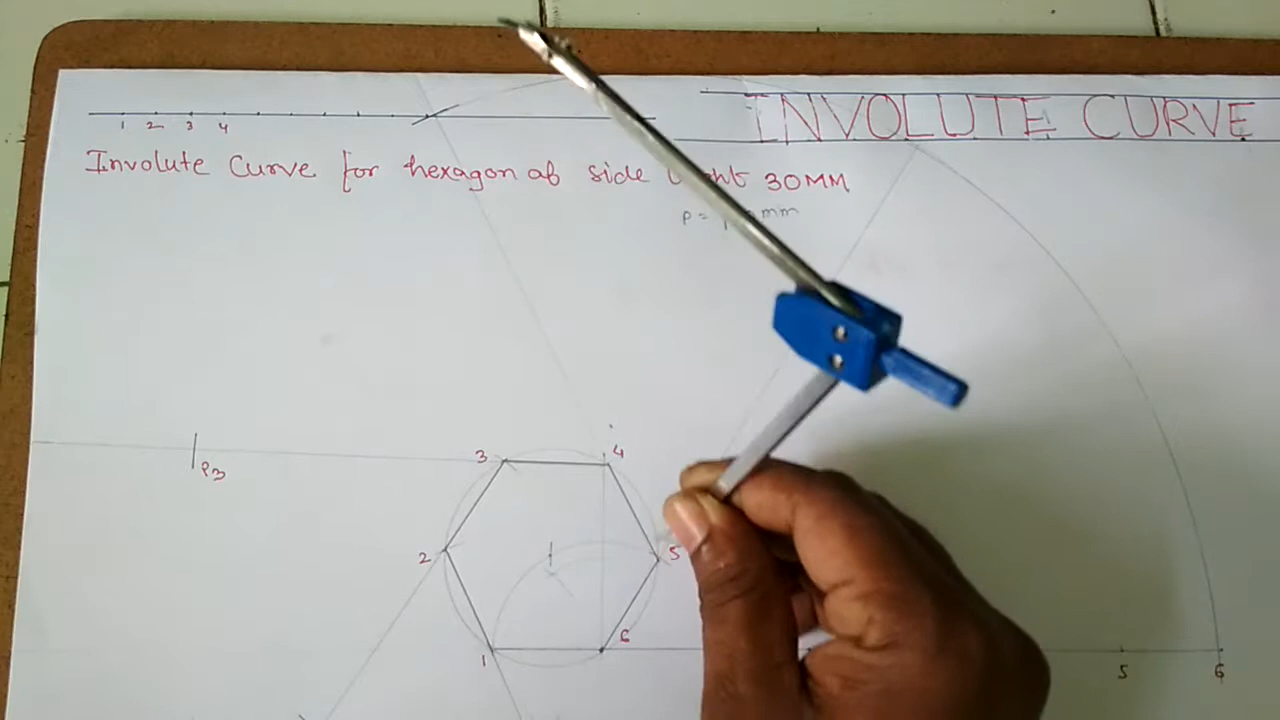 INVOLUTE CURVE
1 2 3 4
Involute Curve for hexagon of side 30MM
P = mm
P3
3 4
2 5
1 6
5 6